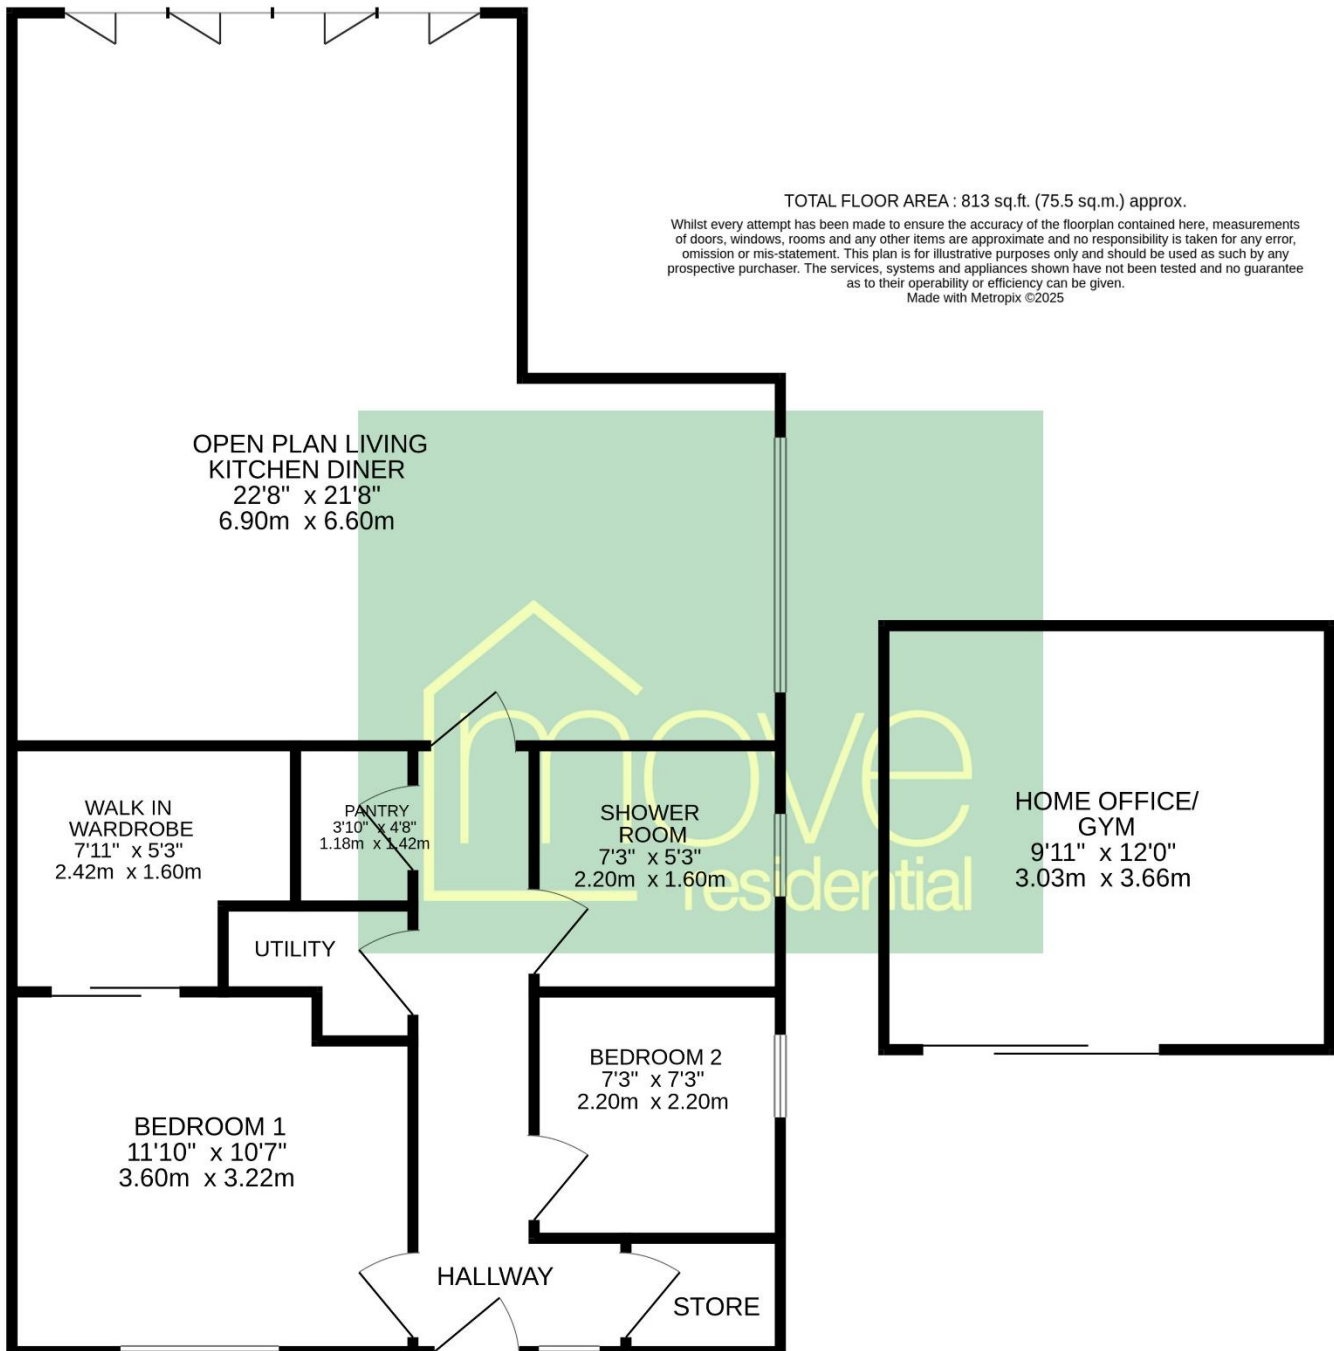 TOTAL FLOOR AREA : 813 sq.ft. (75.5 sq.m.) approx.
Whilst every attempt has been made to ensure the accuracy of the floorplan contained here, measurements
of doors, windows, rooms and any other items are approximate and no responsibility is taken for any error,
omission or mis-statement. This plan is for illustrative purposes only and should be used as such by any
prospective purchaser. The services, systems and appliances shown have not been tested and no guarantee
as to their operability or efficiency can be given.
Made with Metropix ©2025
OPEN PLAN LIVING
KITCHEN DINER
22'8" x 21'8"
6.90m x 6.60m
move
residential
WALK IN
WARDROBE
7'11" x 5'3"
2.42m x 1.60m
PANTRY
3'10" x 4'8"
1.18m x 1.42m
SHOWER
ROOM
7'3" x 5'3"
2.20m x 1.60m
HOME OFFICE/
GYM
9'11" x 12'0"
3.03m x 3.66m
UTILITY
BEDROOM 2
7'3" x 7'3"
2.20m x 2.20m
BEDROOM 1
11'10" x 10'7"
3.60m x 3.22m
HALLWAY
STORE